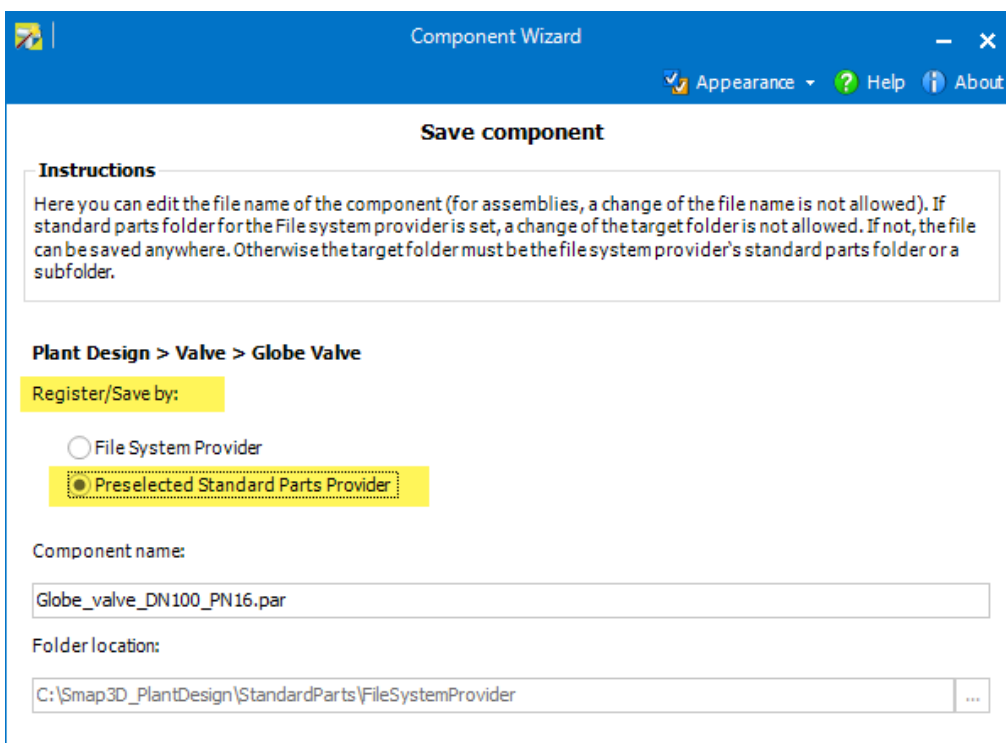 Component Wizard
Appearance Help About
Save component
Instructions
Here you can edit the file name of the component (for assemblies, a change of the file name is not allowed). If
standard parts folder for the File system provider is set, a change of the target folder is not allowed. If not, the file
can be saved anywhere. Otherwise the target folder must be the file system provider`s standard parts folder or a
subfolder.
Plant Design > Valve > Globe Valve
Register/Save by:
File System Provider
Preselected Standard Parts Provider
Component name:
Globe_valve_DN100_PN16.par
Folder location:
C:\Smap3D_PlantDesign\StandardParts\FileSystemProvider
...